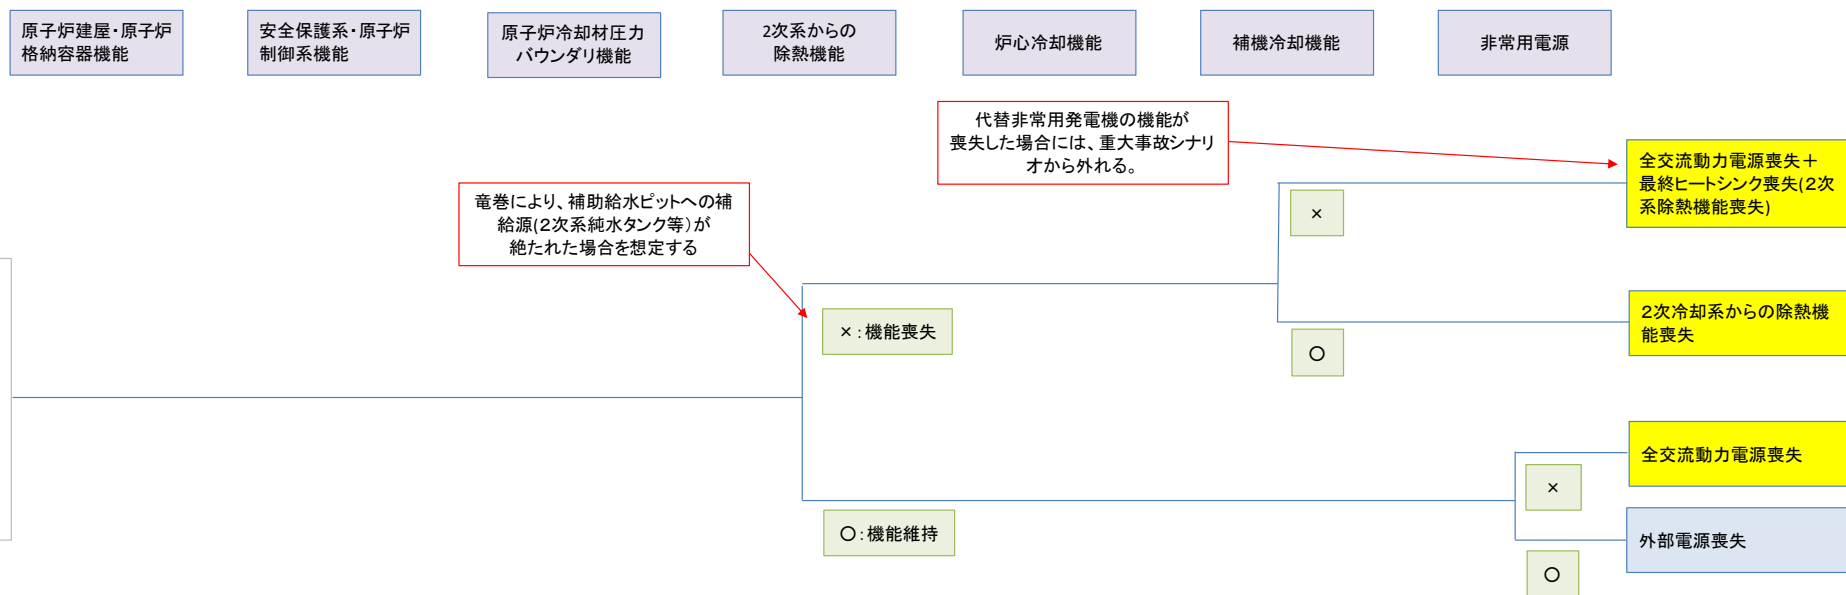 原子炉建屋・原子炉
格納容器機能
安全保護系・原子炉
制御系機能
原子炉冷却材圧力
バウンダリ機能
2次系からの
除熱機能
炉心冷却機能
補機冷却機能
非常用電源
代替非常用発電機の機能が
喪失した場合には、重大事故シナリ
オから外れる。
全交流動力電源喪失＋
最終ヒートシンク喪失(２次
系除熱機能喪失)
竜巻により、補助給水ピットへの補
給源(２次系純水タンク等）が
絶たれた場合を想定する
×
×：機能喪失
２次冷却系からの除熱機
能喪失
○
全交流動力電源喪失
×
○：機能維持
外部電源喪失
○